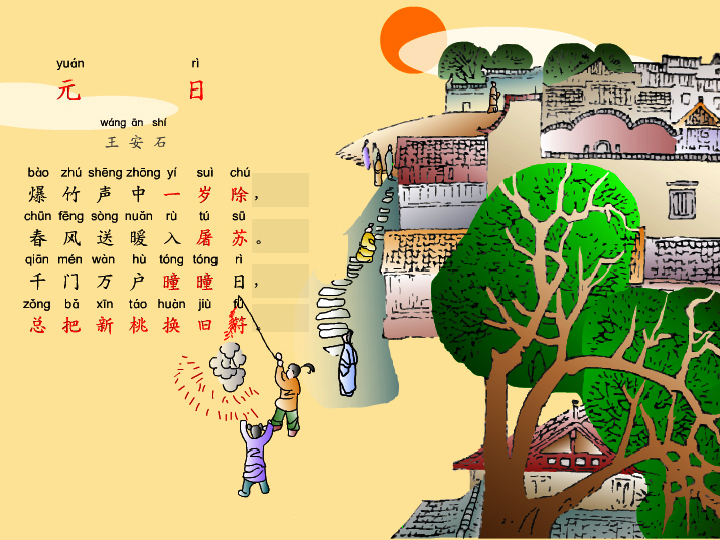 yuán rì
元 日
wáng ān shí
王 安 石
bào zhú shēng zhōng yí suì chú
爆 竹 声 中 一 岁 除，
chūn fēng sòng nuǎn rù tú sū
春 风 送 暖 入 屠 苏 。
qiān mén wàn hù tóng tóng rì
千 门 万 户 曈 曈 日，
zǒng bǎ xīn táo huàn jiù fú
总 把 新 桃 换 旧 符 。